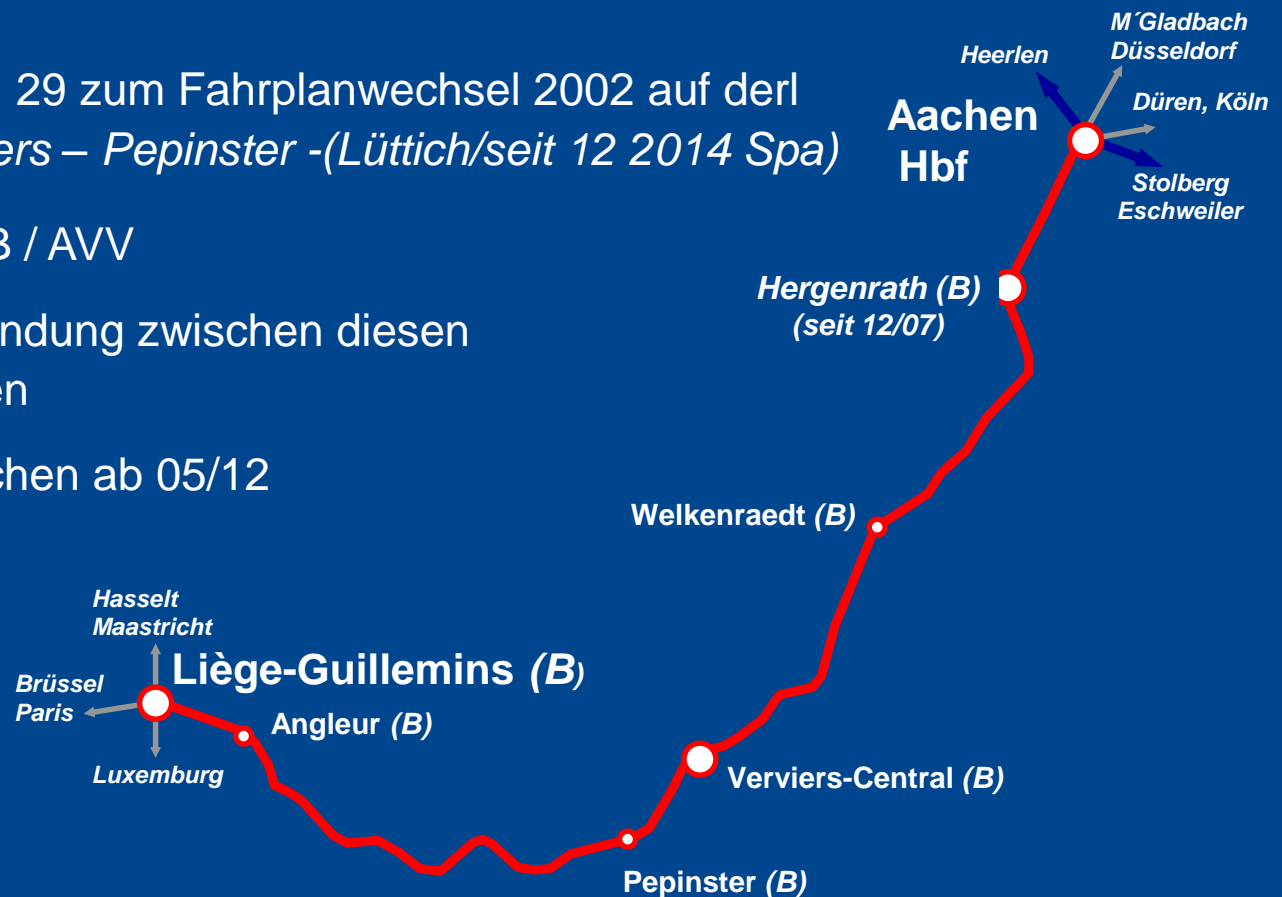 29 zum Fahrplanwechsel 2002 auf derl
ers – Pepinster -(Lüttich/seit 12 2014 Spa)
/ AVV
ndung zwischen diesen
en
chen ab 05/12
M´Gladbach
Düsseldorf
Heerlen
Düren, Köln
Aachen
Hbf
Stolberg
Eschweiler
Hergenrath (B)
(seit 12/07)
Welkenraedt (B)
Hasselt
Maastricht
Liège-Guillemins (B)
Brüssel
Paris
Angleur (B)
Luxemburg
Verviers-Central (B)
Pepinster (B)